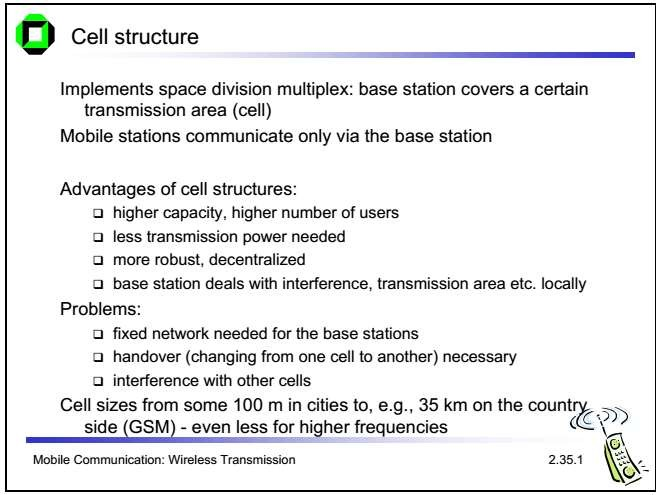 Cell structure
Implements space division multiplex: base station covers a certain
transmission area (cell)
Mobile stations communicate only via the base station
Advantages of cell structures:
higher capacity, higher number of users
less transmission power needed
more robust, decentralized
base station deals with interference, transmission area etc. locally
Problems:
fixed network needed for the base stations
handover (changing from one cell to another) necessary
interference with other cells
Cell sizes from some 100 m in cities to, e.g., 35 km on the country
side (GSM) - even less for higher frequencies
Mobile Communication: Wireless Transmission
2.35.1